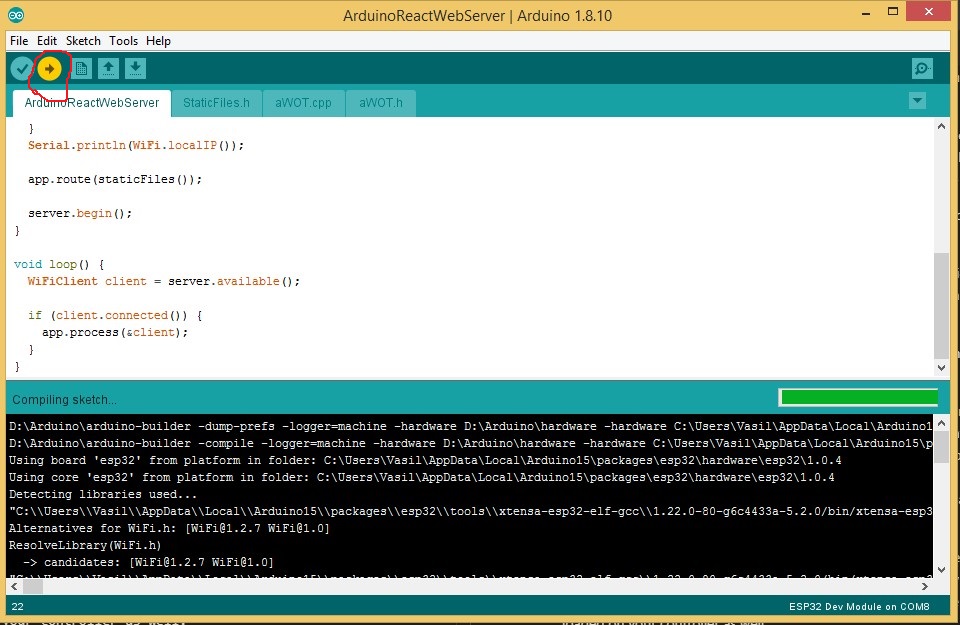 ArduinoReactWebServer | Arduino 1.8.10
File Edit Sketch Tools Help
ArduinoReactWebServer StaticFiles.h aWOT.cpp aWOT.h
}
Serial.println(WiFi.localIP());
app.route(staticFiles());
server.begin();
}
void loop() {
WiFiClient client = server.available();
if (client.connected()) {
app.process(&client);
}
}
Compiling sketch...
D:\Arduino\arduino-builder -dump-prefs -logger=machine -hardware D:\Arduino\hardware -hardware C:\Users\Vasil\AppData\Local\Arduino1
D:\Arduino\arduino-builder -compile -logger=machine -hardware D:\Arduino\hardware -hardware C:\Users\Vasil\AppData\Local\Arduino15\p
Using board 'esp32' from platform in folder: C:\Users\Vasil\AppData\Local\Arduino15\packages\esp32\hardware\esp32\1.0.4
Using core 'esp32' from platform in folder: C:\Users\Vasil\AppData\Local\Arduino15\packages\esp32\hardware\esp32\1.0.4
Detecting libraries used...
"C:\\Users\\Vasil\\AppData\\Local\\Arduino15\\packages\\esp32\\tools\\xtensa-esp32-elf-gcc\\1.22.0-80-g6c4433a-5.2.0/bin/xtensa-esp3
Alternatives for WiFi.h: [WiFi@1.2.7 WiFi@1.0]
ResolveLibrary(WiFi.h)
-> candidates: [WiFi@1.2.7 WiFi@1.0]
22
ESP32 Dev Module on COM8